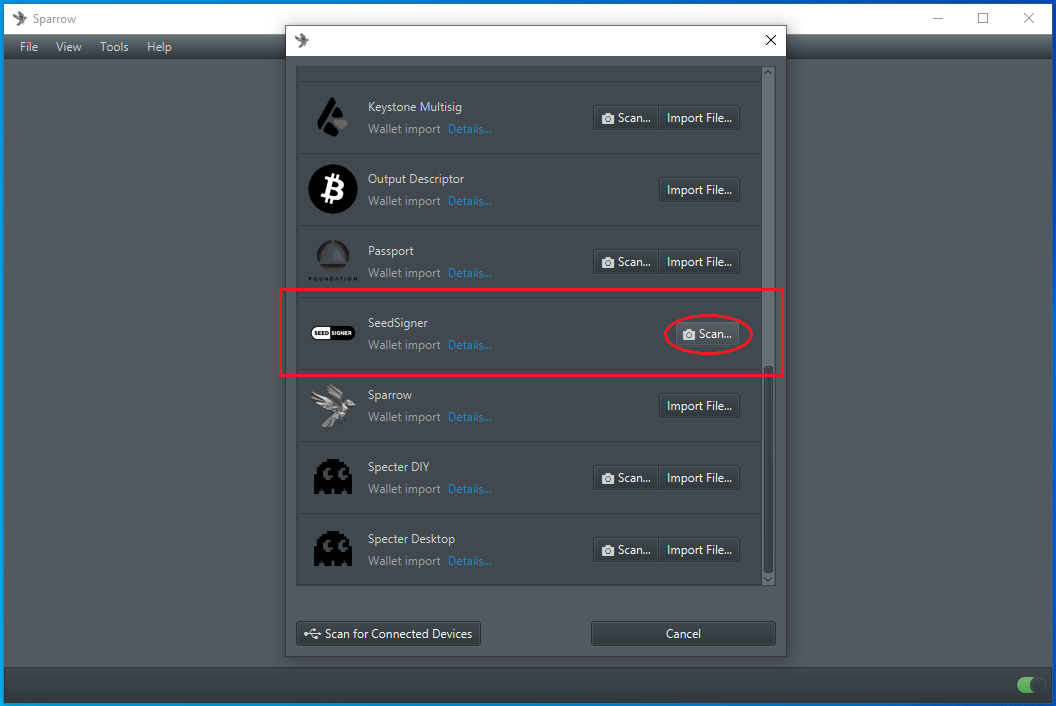 Sparrow
File View Tools Help
Keystone Multisig
Wallet import Details...
Scan... Import File...
Output Descriptor
Wallet import Details...
Import File...
FOUNDATION
Passport
Wallet import Details...
Scan... Import File...
SEED SIGNER
SeedSigner
Wallet import Details...
Scan...
Sparrow
Wallet import Details...
Import File...
Specter DIY
Wallet import Details...
Scan... Import File...
Specter Desktop
Wallet import Details...
Scan... Import File...
Scan for Connected Devices
Cancel